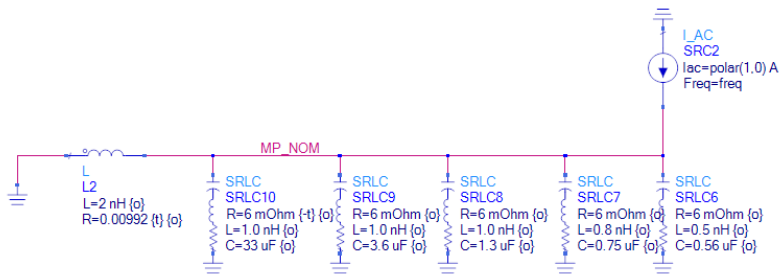 I_AC
SRC2
Iac=polar(1,0) A
Freq=freq
MP_NOM
L
L2
L=2 nH {o}
R=0.00992 {t} {o}
SRLC
SRLC10
R=6 mOhm {-t} {o}
L=1.0 nH {o}
C=33 uF {o}
SRLC
SRLC9
R=6 mOhm {o}
L=1.0 nH {o}
C=3.6 uF {o}
SRLC
SRLC8
R=6 mOhm {o}
L=1.0 nH {o}
C=1.3 uF {o}
SRLC
SRLC7
R=6 mOhm {o}
L=0.8 nH {o}
C=0.75 uF {o}
SRLC
SRLC6
R=6 mOhm {o}
L=0.5 nH {o}
C=0.56 uF {o}